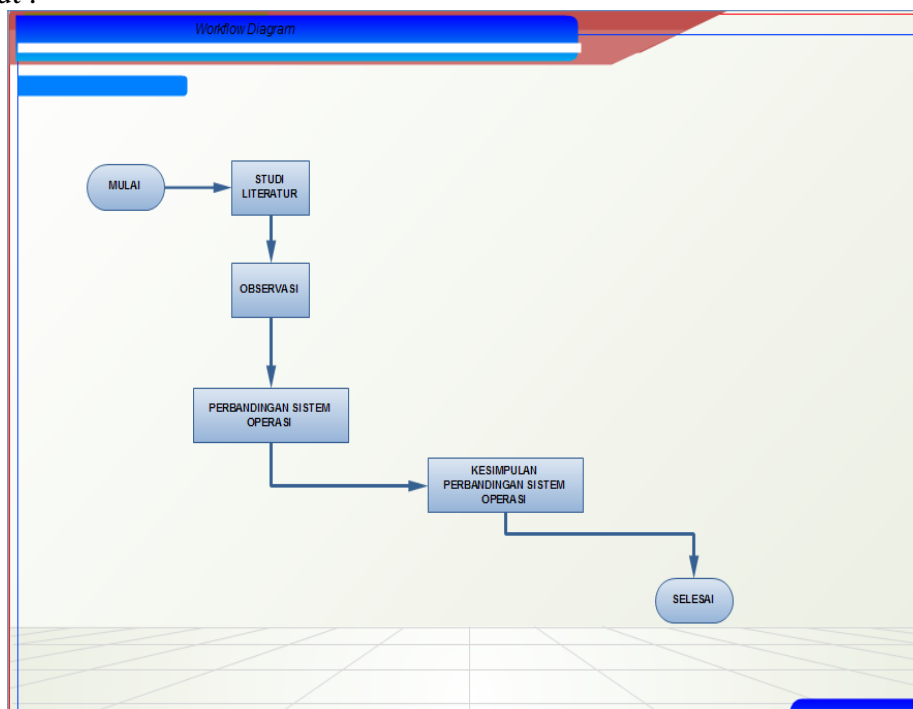 Workflow Diagram
MULAI
STUDI
LITERATUR
OBSERVASI
PERBANDINGAN SISTEM
OPERASI
KESIMPULAN
PERBANDINGAN SISTEM
OPERASI
SELESAI